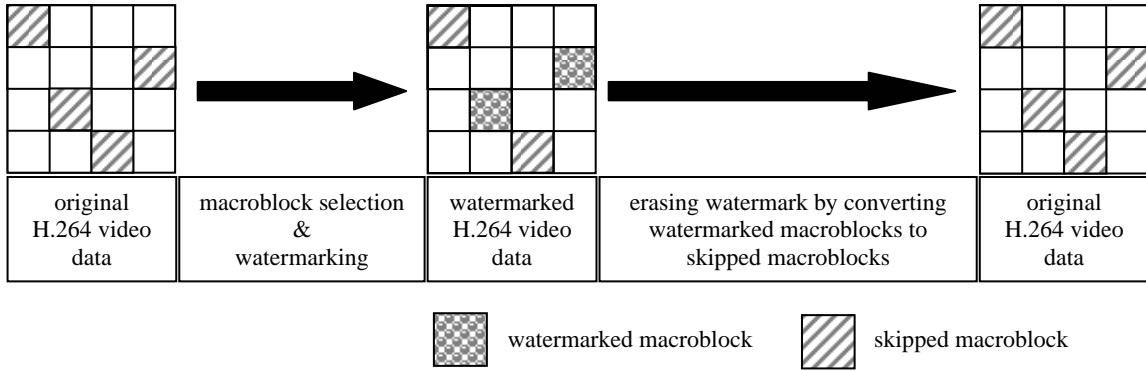 original
H.264 video
data
macroblock selection
&
watermarking
watermarked
H.264 video
data
erasing watermark by converting
watermarked macroblocks to
skipped macroblocks
original
H.264 video
data
watermarked macroblock
skipped macroblock